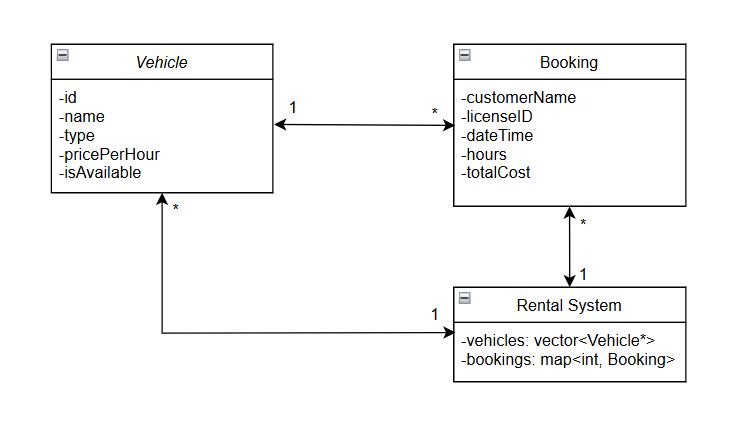 Vehicle
-id
-name
-type
-pricePerHour
-isAvailable
1
*
Booking
-customerName
-licenseID
-dateTime
-hours
-totalCost
*
1
*
1
Rental System
-vehicles: vector<Vehicle*>
-bookings: map<int, Booking>